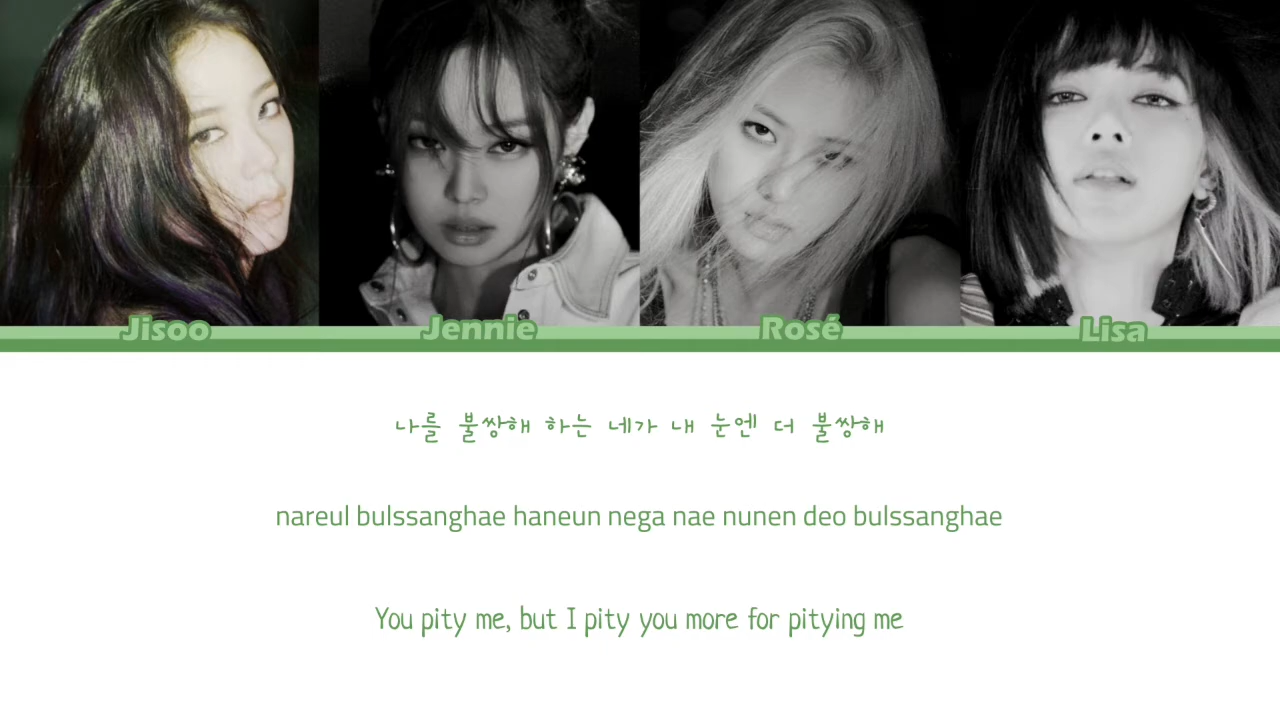 Jisoo Jennie Rosé Lisa
나를 불쌍해 하는 네가 내 눈엔 더 불쌍해
nareul bulssanghae haneun nega nae nunen deo bulssanghae
You pity me, but I pity you more for pitying me